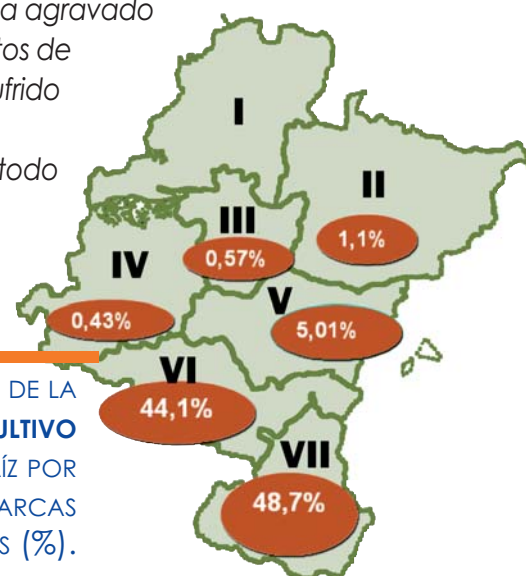 a agravado
tos de
ufrido
todo
I
II
1,1%
III
0,57%
IV
0,43%
V
5,01%
VI
44,1%
VII
48,7%
DE LA
ULTIVO
ÍZ POR
ARCAS
S (%).